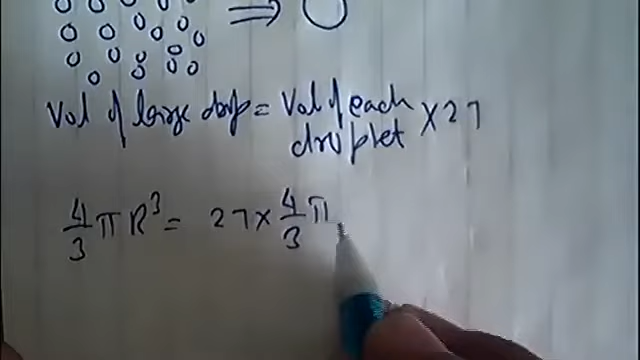 Vol of large drop = Vol of each droplet × 27
4/3 π R³ = 27 × 4/3 π